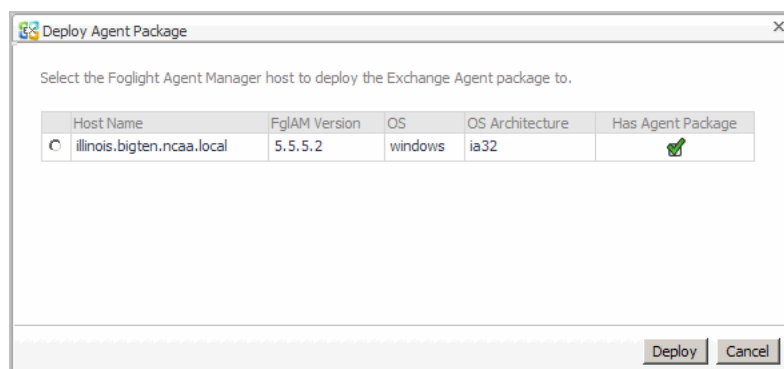 Deploy Agent Package
Select the Foglight Agent Manager host to deploy the Exchange Agent package to.
Host Name FglAM Version OS OS Architecture Has Agent Package
illinois.bigten.ncaa.local 5.5.5.2 windows ia32
Deploy Cancel